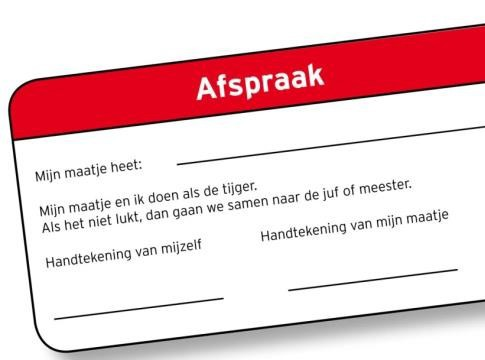 Afspraak
Mijn maatje heet:
Mijn maatje en ik doen als de tijger.
Als het niet lukt, dan gaan we samen naar de juf of meester.
Handtekening van mijzelf
Handtekening van mijn maatje